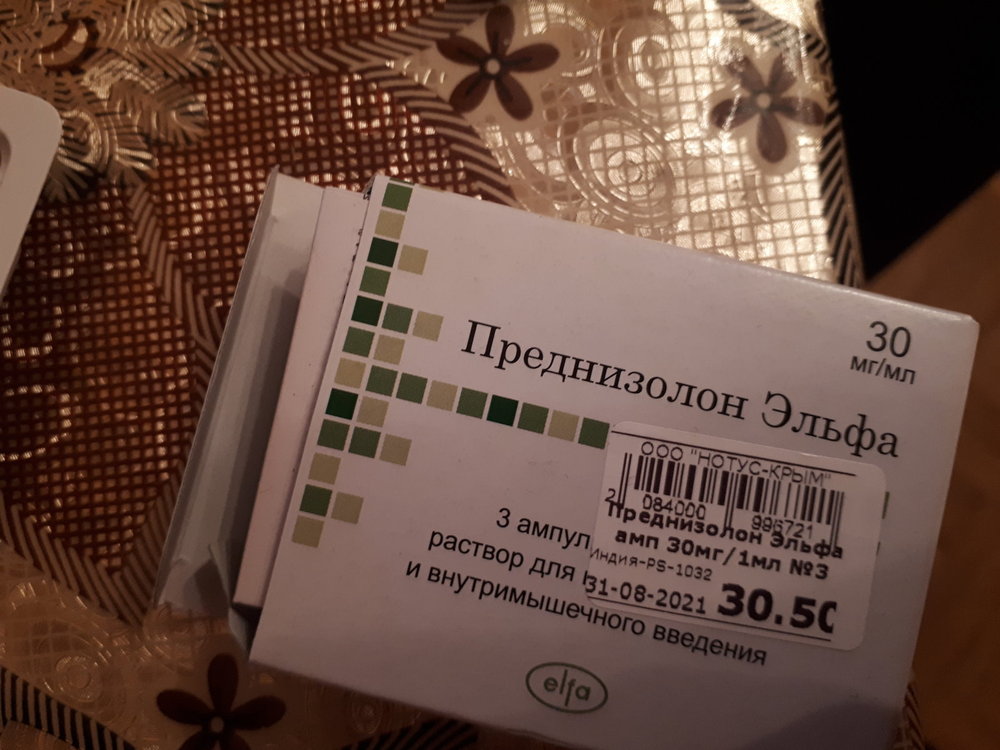 30
мг/мл
Преднизолон Эльфа
ООО "НОТУС-КРЫМ"
2 084000 996721
Преднизолон Эльфа
амп 30мг/1мл №3
Индия-PS-1032
31-08-2021 30.50
3 ампул
раствор для
и внутримышечного введения
elfa